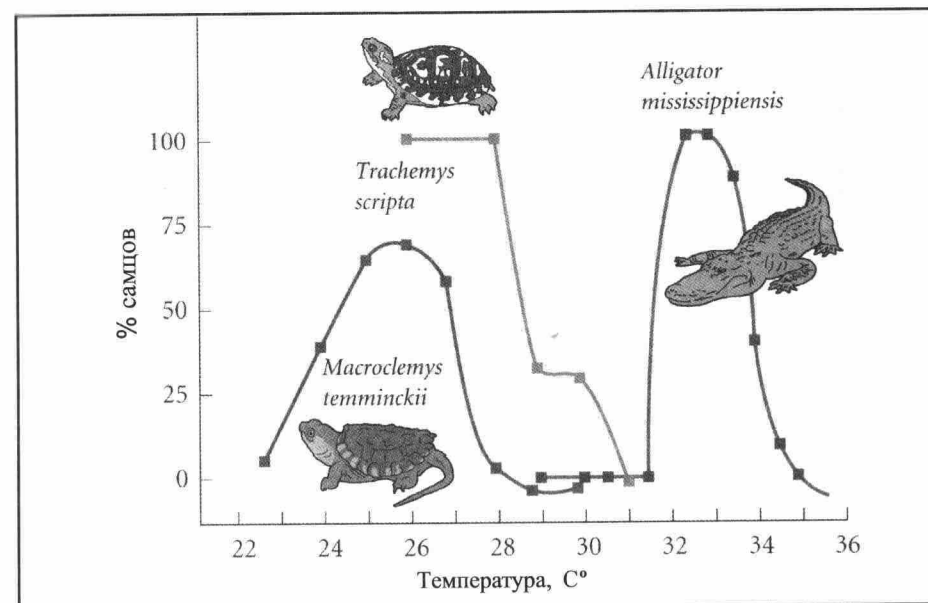 Alligator
mississippiensis
Trachemys
scripta
Macroclemys
temminckii
% самцов
100
75
50
25
0
22 24 26 28 30 32 34 36
Температура, С°